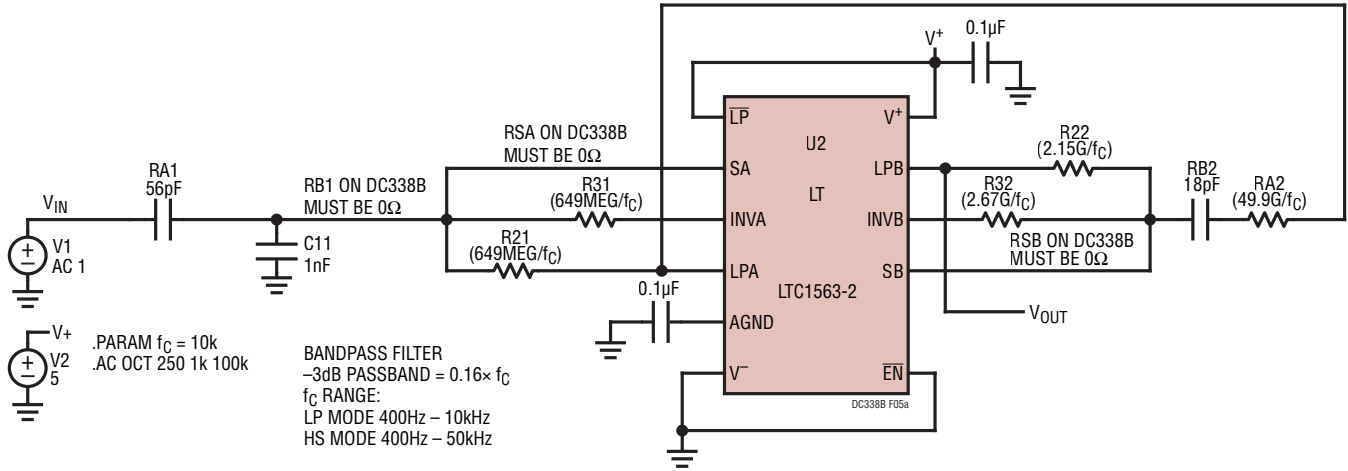 V+
0.1µF
RSA ON DC338B
MUST BE 0Ω
RA1
56pF
RB1 ON DC338B
MUST BE 0Ω
R31
(649MEG/fC)
R21
(649MEG/fC)
VIN
V1
AC 1
C11
1nF
LP
SA
INVA
LPA
AGND
V–
U2
LT
LTC1563-2
V+
LPB
INVB
SB
EN
R22
(2.15G/fC)
R32
(2.67G/fC)
RB2
18pF
RA2
(49.9G/fC)
RSB ON DC338B
MUST BE 0Ω
0.1µF
VOUT
V+
V2
5
.PARAM fC = 10k
.AC OCT 250 1k 100k
BANDPASS FILTER
–3dB PASSBAND = 0.16× fC
fC RANGE:
LP MODE 400Hz – 10kHz
HS MODE 400Hz – 50kHz
DC338B F05a